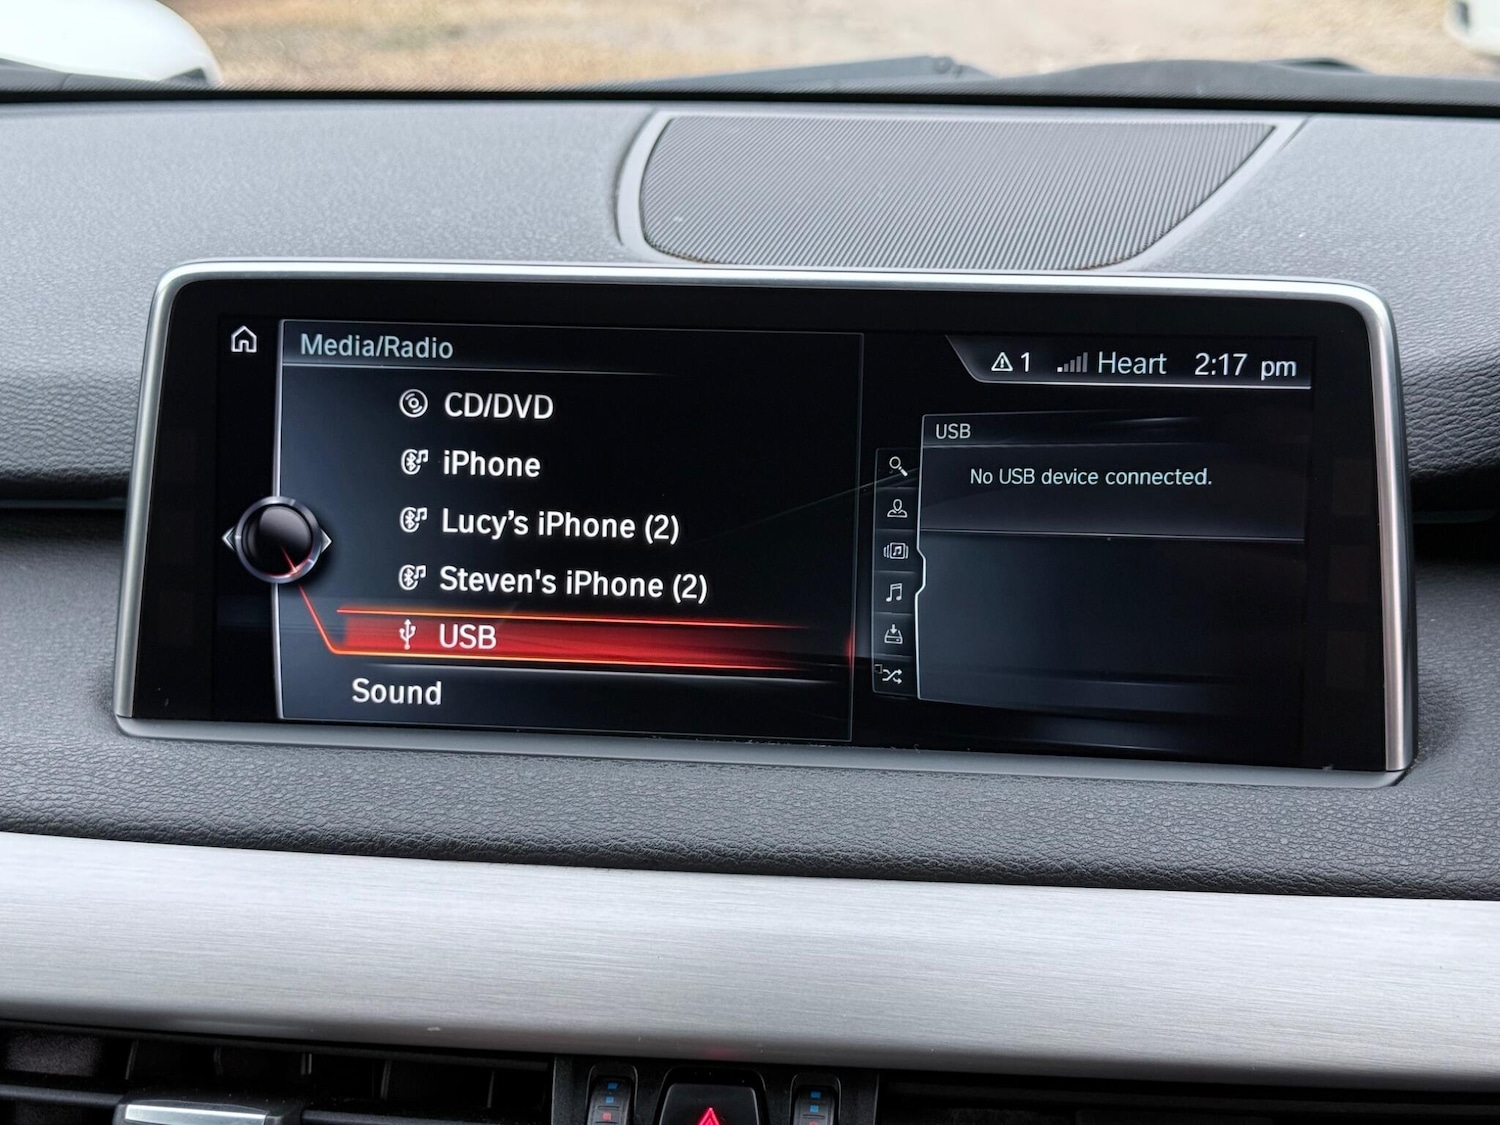 Media/Radio
CD/DVD
iPhone
Lucy’s iPhone (2)
Steven's iPhone (2)
USB
Sound
1 Heart 2:17 pm
USB
No USB device connected.